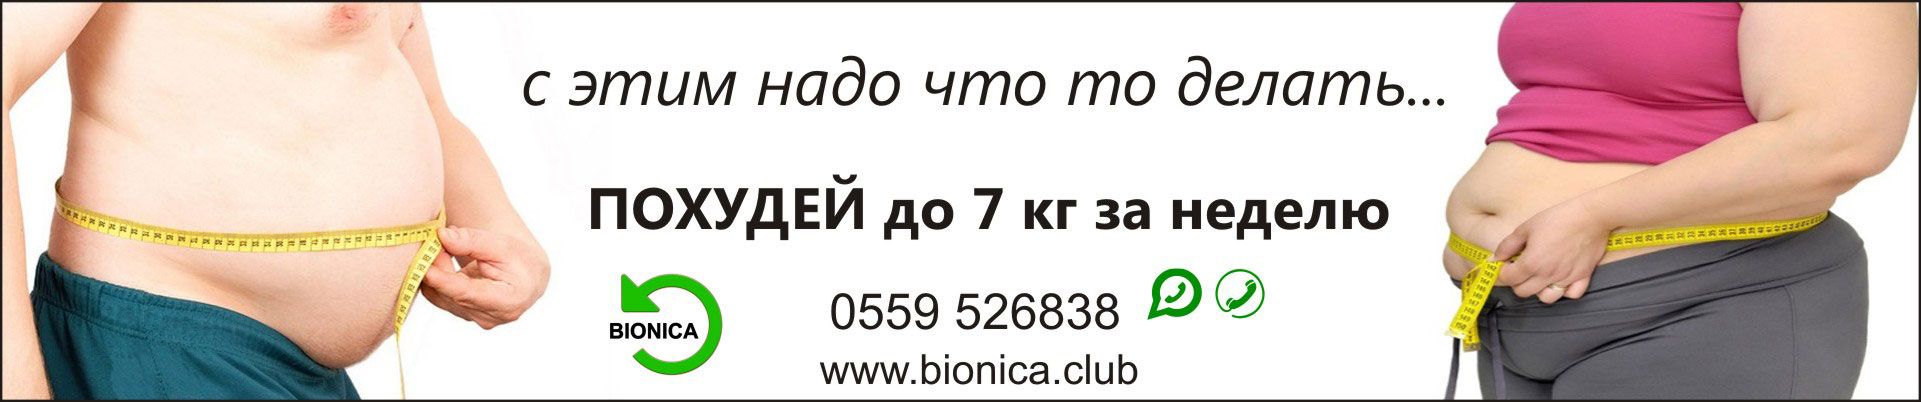 с этим надо что то делать...
ПОХУДЕЙ до 7 кг за неделю
BIONICA
0559 526838
www.bionica.club